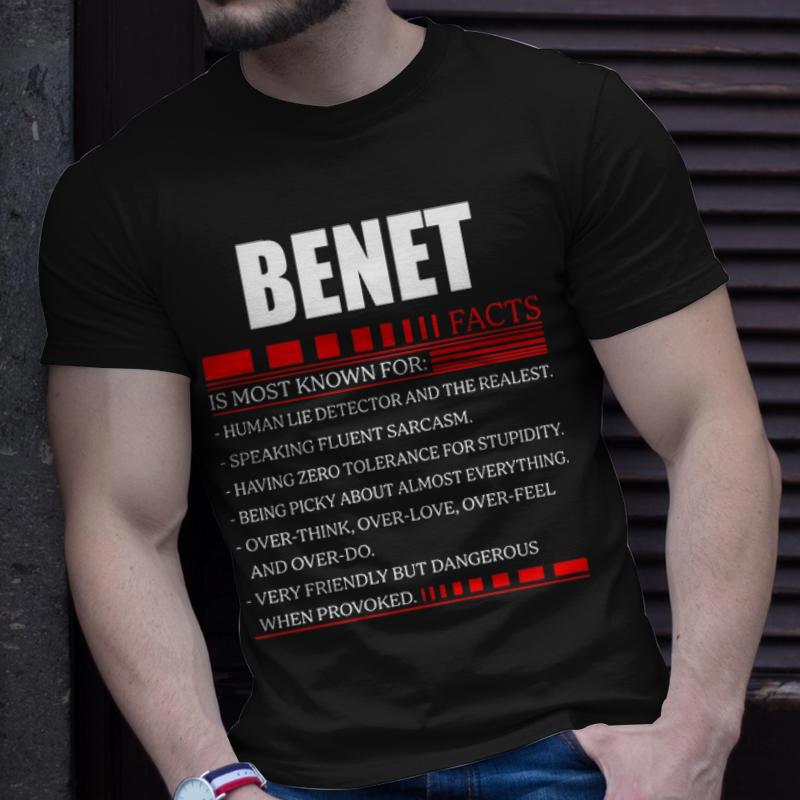 BENET
FACTS
IS MOST KNOWN FOR:
- HUMAN LIE DETECTOR AND THE REALEST.
- SPEAKING FLUENT SARCASM.
- HAVING ZERO TOLERANCE FOR STUPIDITY.
- BEING PICKY ABOUT ALMOST EVERYTHING.
- OVER-THINK, OVER-LOVE, OVER-FEEL
AND OVER-DO.
- VERY FRIENDLY BUT DANGEROUS
WHEN PROVOKED.